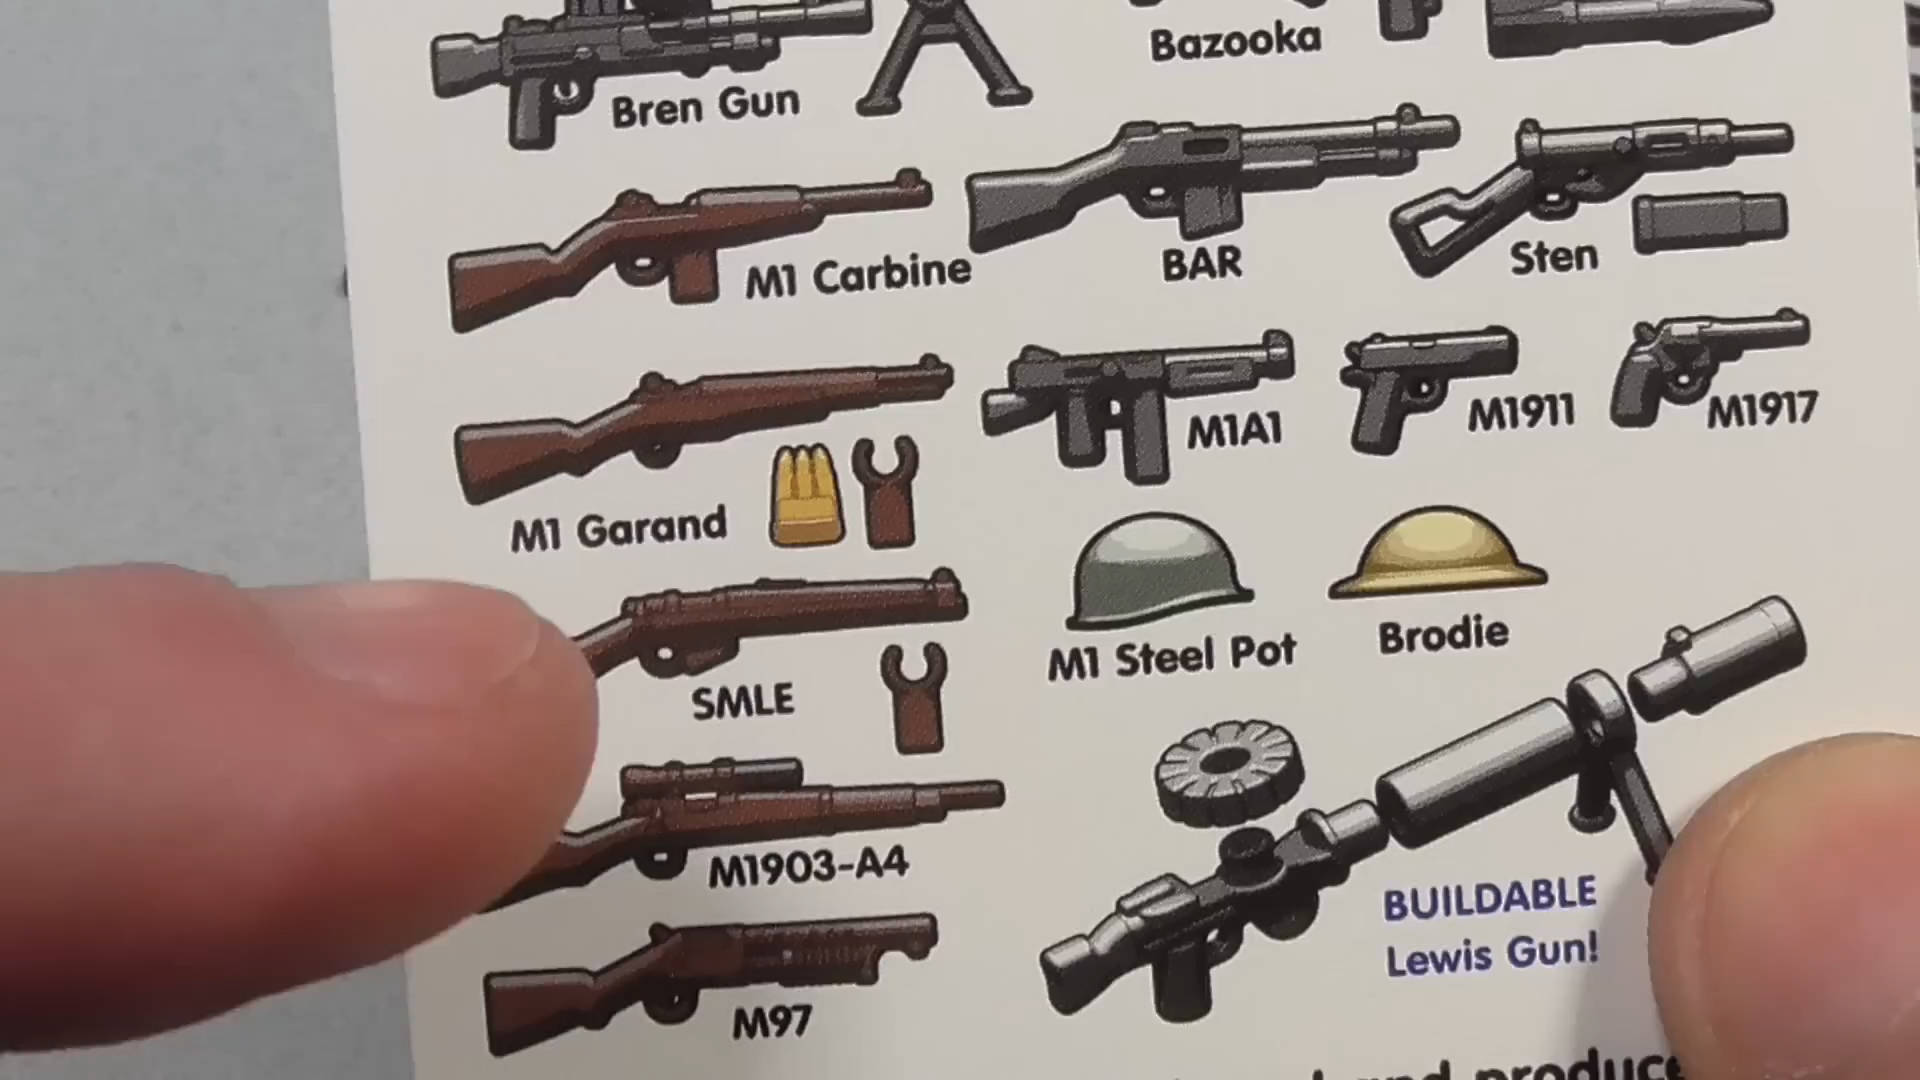 Bazooka
Bren Gun
M1 Carbine
BAR
Sten
M1A1
M1911
M1917
M1 Garand
M1 Steel Pot
Brodie
SMLE
M1903-A4
BUILDABLE
Lewis Gun!
M97